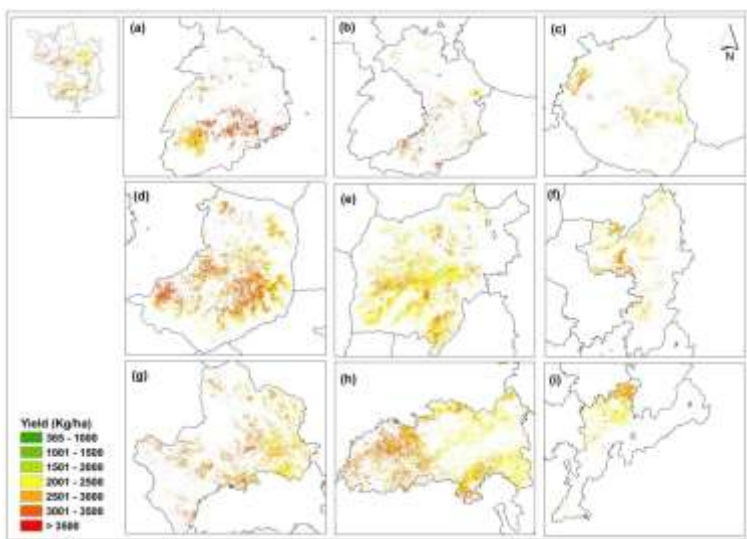 (a)
(b)
(c)
N
(d)
(e)
(f)
(g)
(h)
(i)
Yield (Kg/ha)
365 - 1000
1001 - 1500
1501 - 2000
2001 - 2500
2501 - 3000
3001 - 3500
> 3500